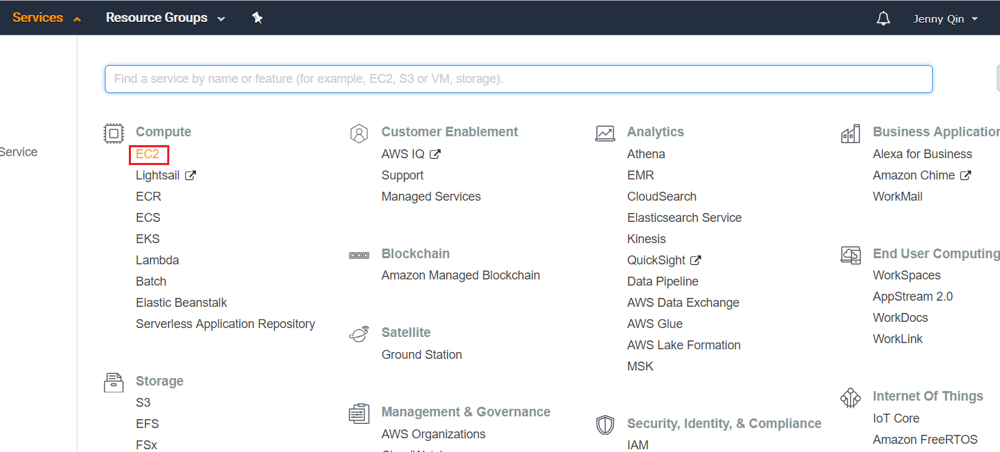 Services
Resource Groups
Jenny Qin
Service
Find a service by name or feature (for example, EC2, S3 or VM, storage).
Compute
EC2
Lightsail
ECR
ECS
EKS
Lambda
Batch
Elastic Beanstalk
Serverless Application Repository
Storage
S3
EFS
FSx
Customer Enablement
AWS IQ
Support
Managed Services
Blockchain
Amazon Managed Blockchain
Satellite
Ground Station
Management & Governance
AWS Organizations
Analytics
Athena
EMR
CloudSearch
Elasticsearch Service
Kinesis
QuickSight
Data Pipeline
AWS Data Exchange
AWS Glue
AWS Lake Formation
MSK
Security, Identity, & Compliance
IAM
Business Application
Alexa for Business
Amazon Chime
WorkMail
End User Computing
WorkSpaces
AppStream 2.0
WorkDocs
WorkLink
Internet Of Things
IoT Core
Amazon FreeRTOS